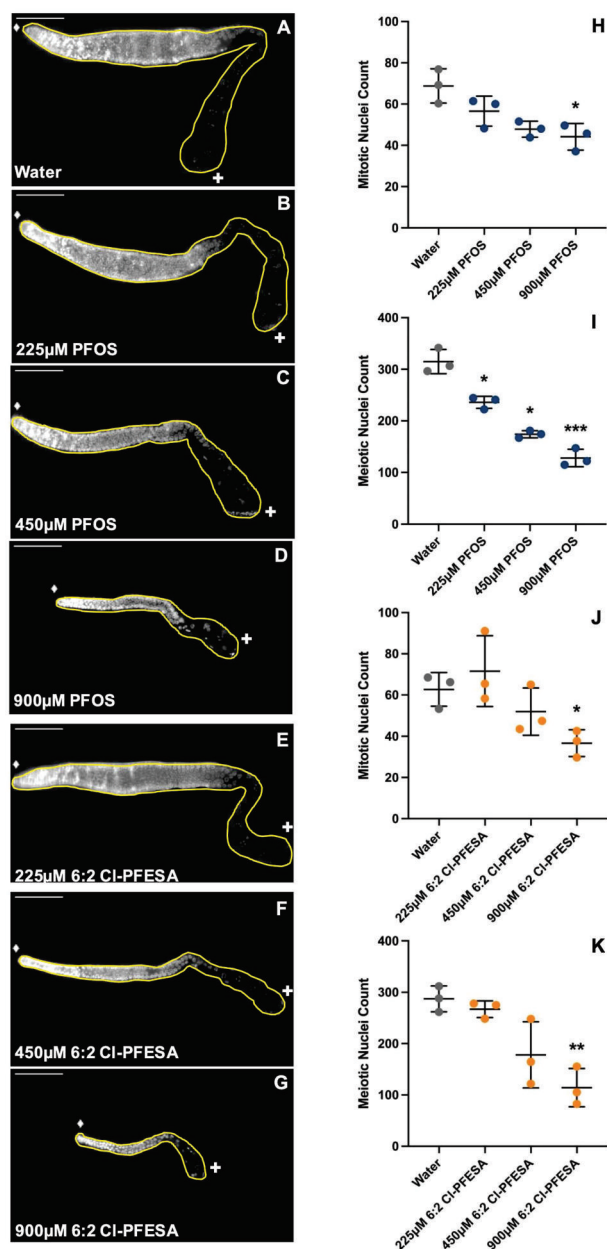 A
Water
B
225µM PFOS
C
450µM PFOS
D
900µM PFOS
E
225µM 6:2 Cl-PFESA
F
450µM 6:2 Cl-PFESA
G
900µM 6:2 Cl-PFESA
H
Mitotic Nuclei Count
100
80
60
40
20
0
*
Water
225µM PFOS
450µM PFOS
900µM PFOS
I
Meiotic Nuclei Count
400
300
200
100
0
*
*
***
Water
225µM PFOS
450µM PFOS
900µM PFOS
J
Mitotic Nuclei Count
100
80
60
40
20
0
*
Water
225µM 6:2 Cl-PFESA
450µM 6:2 Cl-PFESA
900µM 6:2 Cl-PFESA
K
Meiotic Nuclei Count
400
300
200
100
0
**
Water
225µM 6:2 Cl-PFESA
450µM 6:2 Cl-PFESA
900µM 6:2 Cl-PFESA